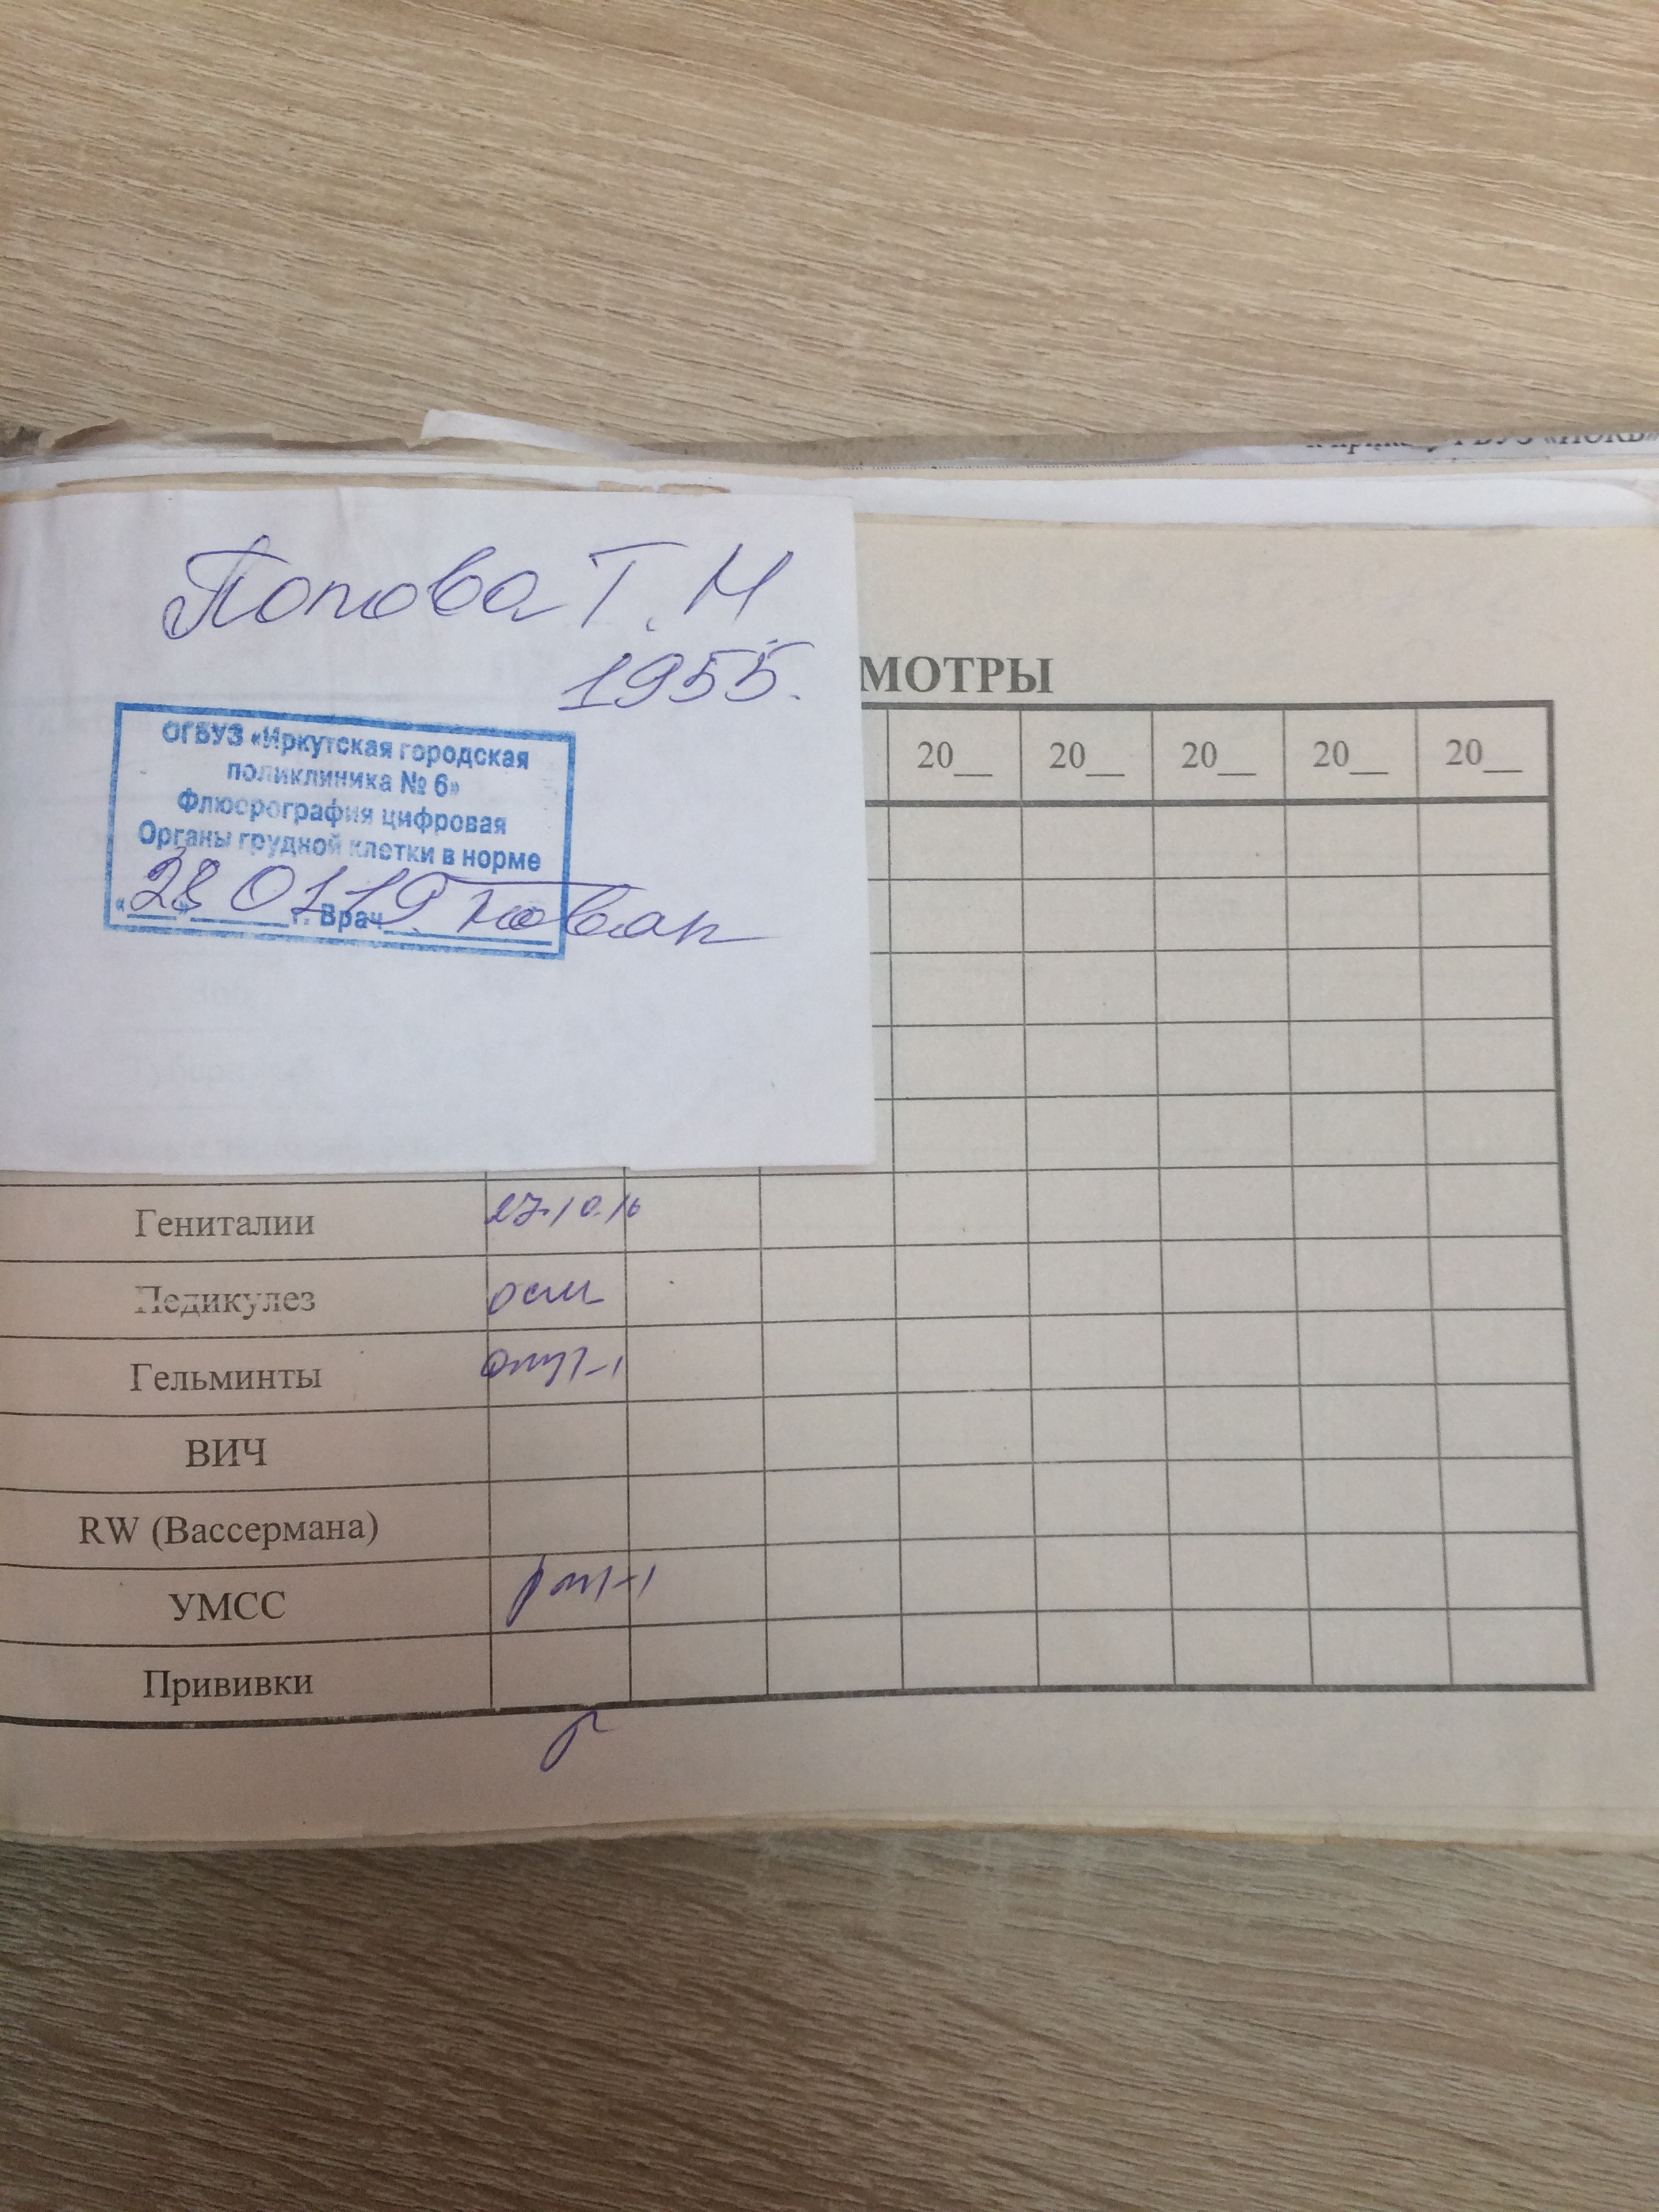 Попова Т. М
1955.
ОГБУЗ «Иркутская городская
поликлиника № 6»
Флюорография цифровая
Органы грудной клетки в норме
«28» 01 19 г. Врач
МОТРЫ
20__ 20__ 20__ 20__ 20__
Гениталии 27.10.16
Педикулез осм
Гельминты
ВИЧ
RW (Вассермана)
УМСС
Прививки